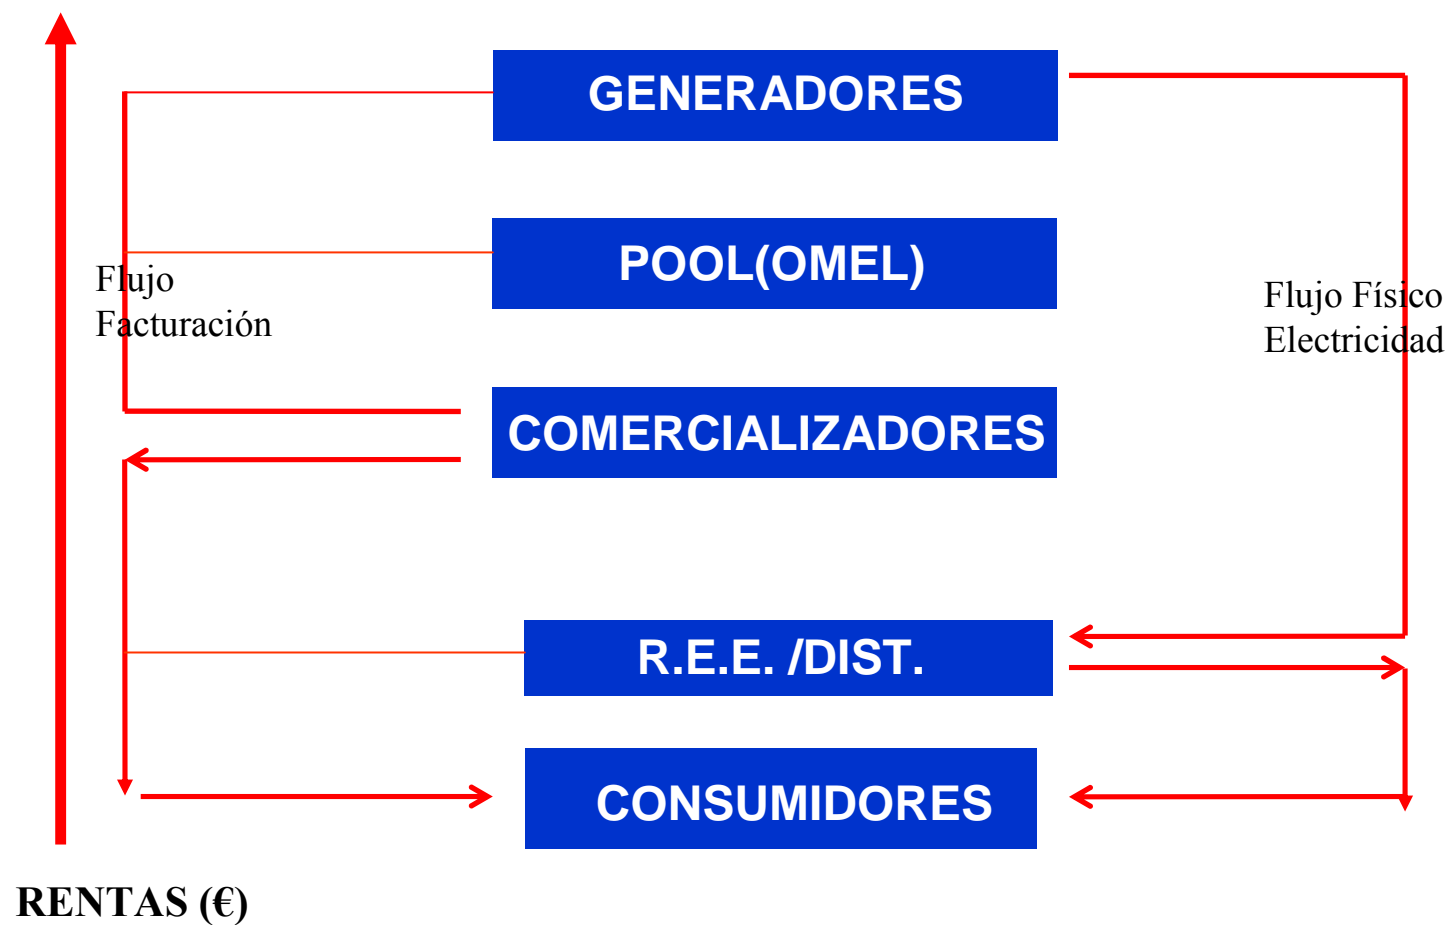 GENERADORES
POOL(OMEL)
Flujo
Facturación
Flujo Físico
Electricidad
COMERCIALIZADORES
R.E.E. /DIST.
CONSUMIDORES
RENTAS (€)